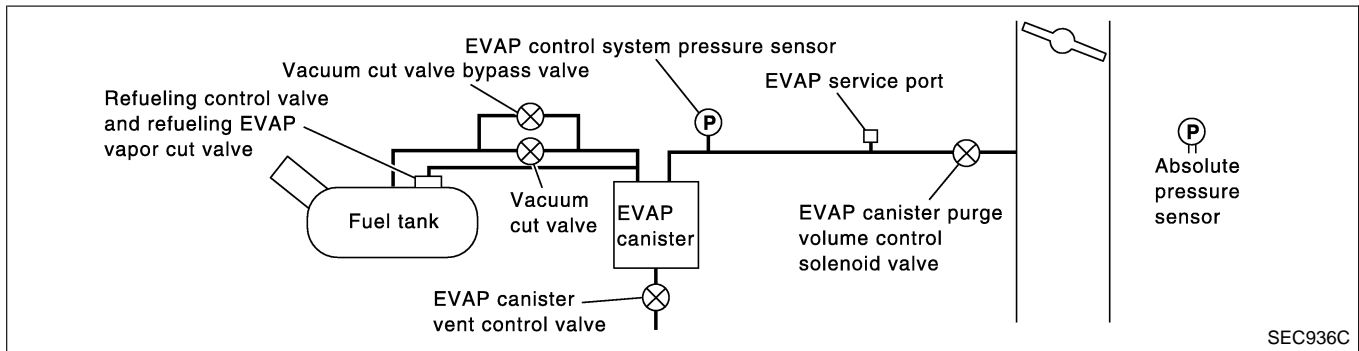 EVAP control system pressure sensor
Vacuum cut valve bypass valve
Refueling control valve
and refueling EVAP
vapor cut valve
EVAP service port
P
P
Absolute
pressure
sensor
Fuel tank
Vacuum
cut valve
EVAP
canister
EVAP canister purge
volume control
solenoid valve
EVAP canister
vent control valve
SEC936C